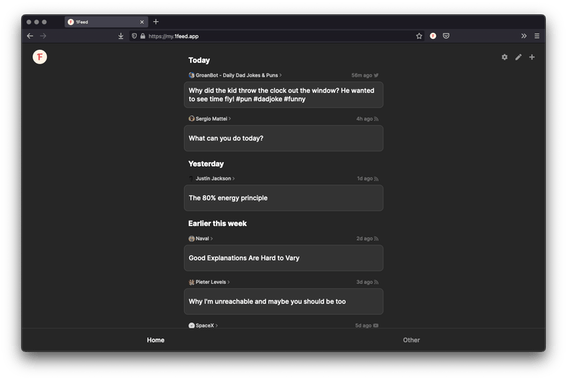 1Feed
https://my.1feed.app
Today
GroanBot - Daily Dad Jokes & Puns
56m ago
Why did the kid throw the clock out the window? He wanted
to see time fly! #pun #dadjoke #funny
Sergio Mattei
4h ago
What can you do today?
Yesterday
Justin Jackson
1d ago
The 80% energy principle
Earlier this week
Naval
2d ago
Good Explanations Are Hard to Vary
Pieter Levels
3d ago
Why I'm unreachable and maybe you should be too
SpaceX
5d ago
Home
Other